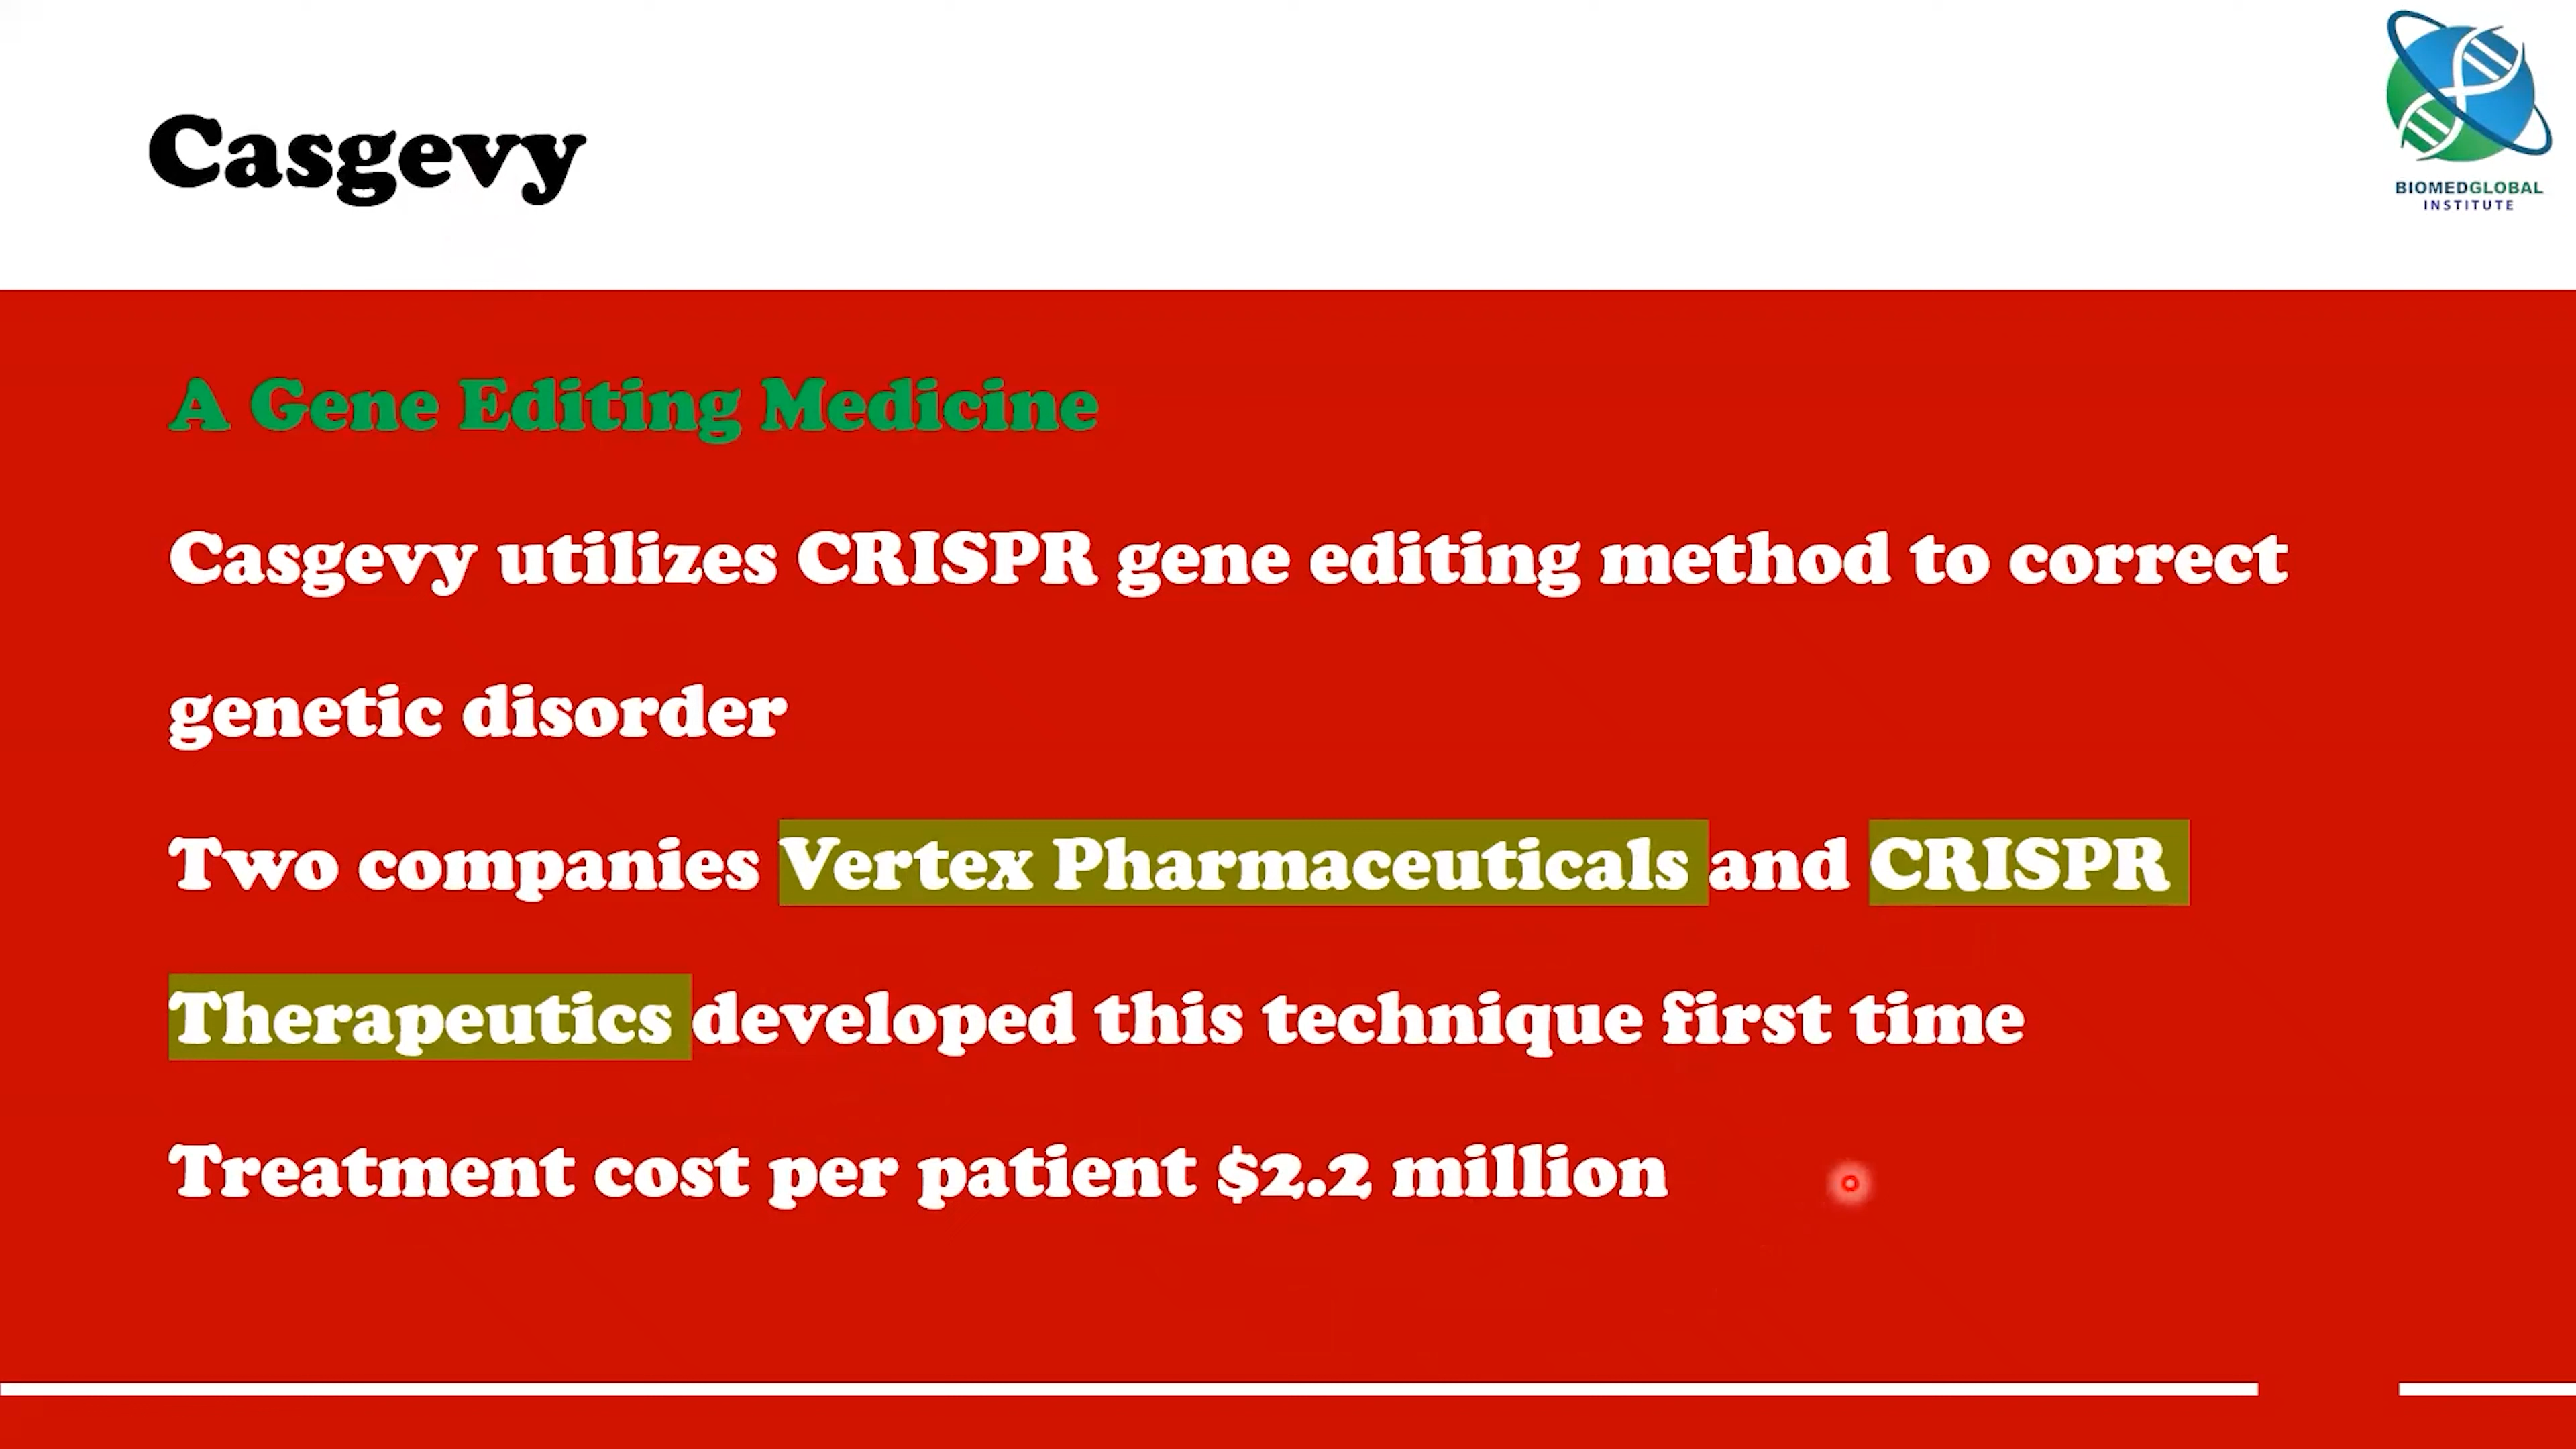 Casgevy
BIOMEDGLOBAL
INSTITUTE
A Gene Editing Medicine
Casgevy utilizes CRISPR gene editing method to correct
genetic disorder
Two companies Vertex Pharmaceuticals and CRISPR
Therapeutics developed this technique first time
Treatment cost per patient $2.2 million